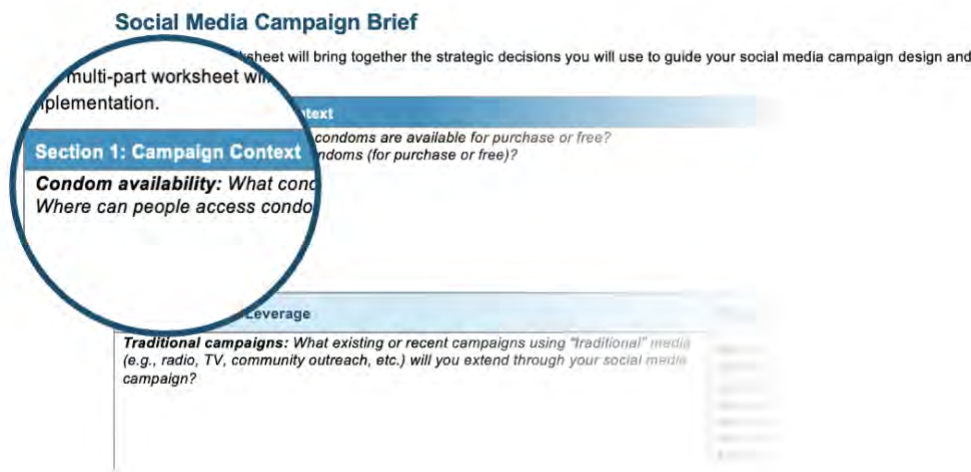 Social Media Campaign Brief
sheet will bring together the strategic decisions you will use to guide your social media campaign design and
multi-part worksheet
plementation.
text
Section 1: Campaign Context
condoms are available for purchase or free?
ndoms (for purchase or free)?
Condom availability: What cond
Where can people access condo
Leverage
Traditional campaigns: What existing or recent campaigns using "traditional" media
(e.g., radio, TV, community outreach, etc.) will you extend through your social media
campaign?